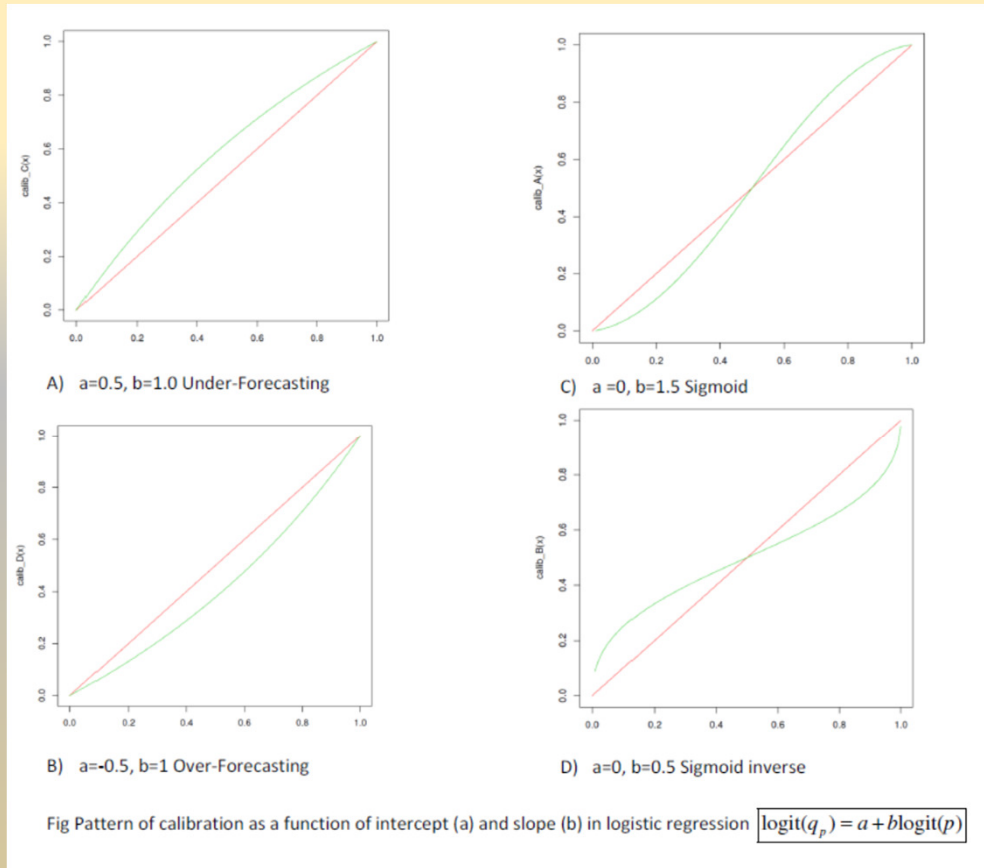 calib_C(x)
1.0
0.8
0.6
0.4
0.2
0.0
0.0 0.2 0.4 0.6 0.8 1.0
A) a=0.5, b=1.0 Under-Forecasting
calib_A(x)
1.0
0.8
0.6
0.4
0.2
0.0
0.0 0.2 0.4 0.6 0.8 1.0
C) a =0, b=1.5 Sigmoid
calib_D(x)
1.0
0.8
0.6
0.4
0.2
0.0
0.0 0.2 0.4 0.6 0.8 1.0
B) a=-0.5, b=1 Over-Forecasting
calib_B(x)
1.0
0.8
0.6
0.4
0.2
0.0
0.0 0.2 0.4 0.6 0.8 1.0
D) a=0, b=0.5 Sigmoid inverse
Fig Pattern of calibration as a function of intercept (a) and slope (b) in logistic regression logit(q_p) = a + b logit(p)